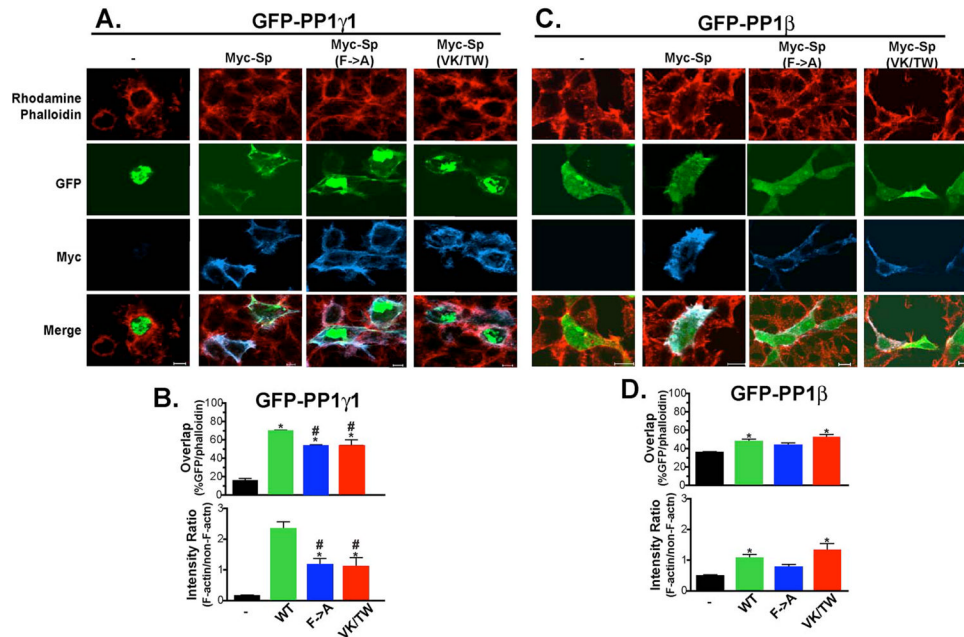 A.
GFP-PP1γ1
-
Myc-Sp
Myc-Sp
(F->A)
Myc-Sp
(VK/TW)
Rhodamine
Phalloidin
GFP
Myc
Merge
C.
GFP-PP1β
-
Myc-Sp
Myc-Sp
(F->A)
Myc-Sp
(VK/TW)
B.
GFP-PP1γ1
Overlap
(%GFP/phalloidin)
100
80
60
40
20
0
*
#
*
#
*
Intensity Ratio
(F-actin/non-F-actn)
3
2
1
0
#
*
#
*
-
WT
F->A
VK/TW
D.
GFP-PP1β
Overlap
(%GFP/phalloidin)
100
80
60
40
20
0
*
*
Intensity Ratio
(F-actin/non-F-actn)
3
2
1
0
*
*
-
WT
F->A
VK/TW